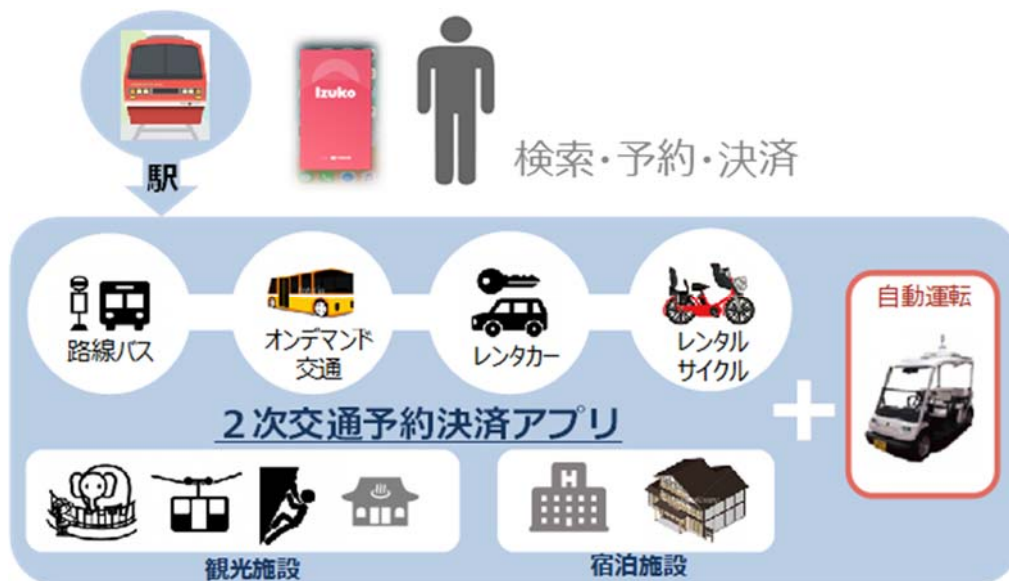 Izuko
駅
検索・予約・決済
路線バス
オンデマンド
交通
レンタカー
レンタル
サイクル
自動運転
2次交通予約決済アプリ
H
観光施設
宿泊施設